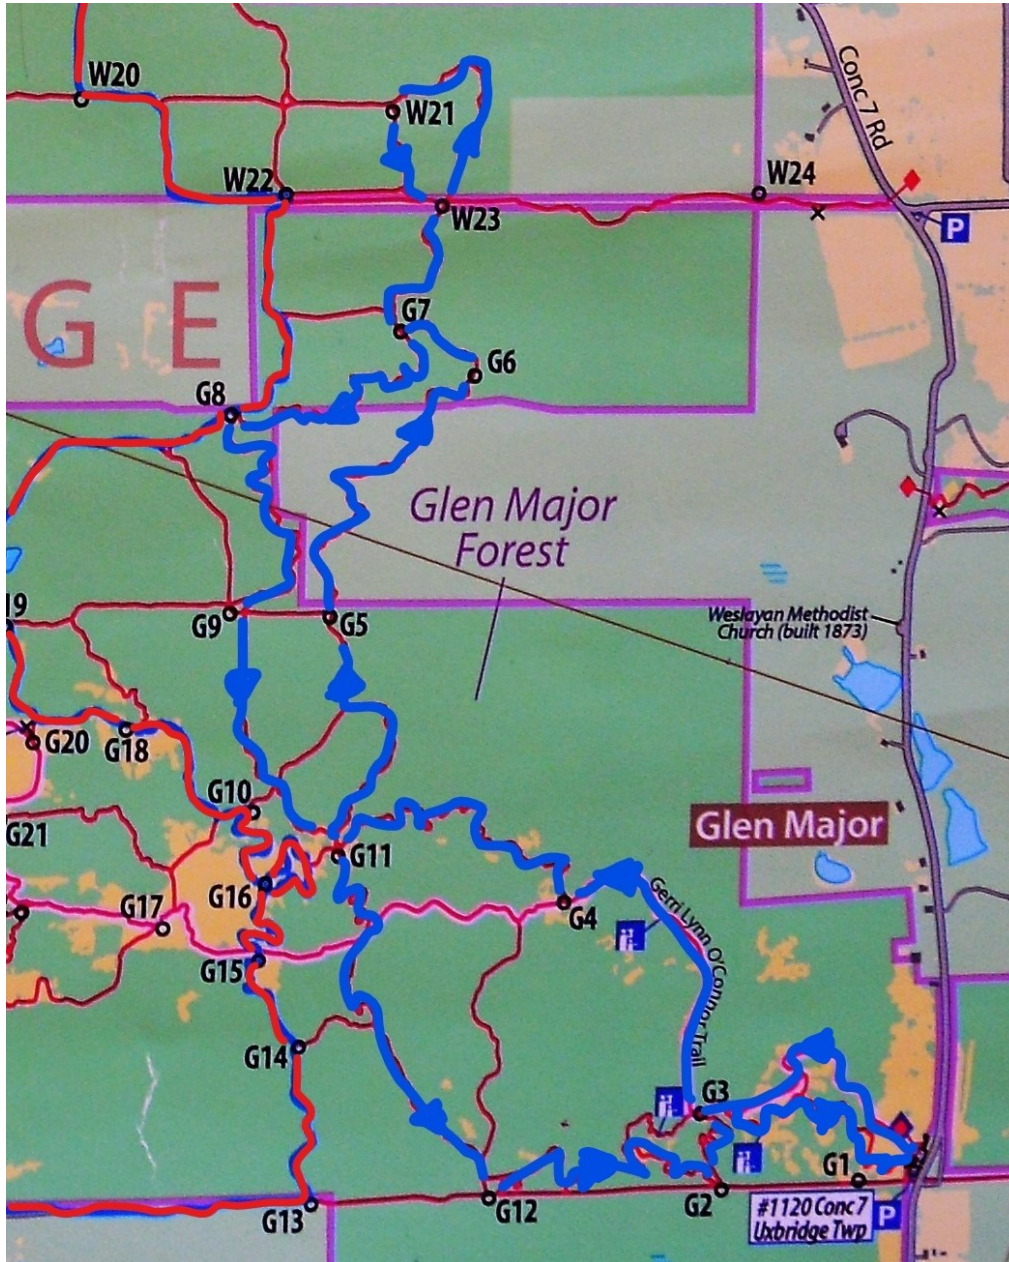 W20
W21
Conc 7 Rd
W22
W24
W23
P
G E
G7
G6
G8
Glen Major
Forest
19
G9
G5
Weslayan Methodist
Church (built 1873)
G20
G18
G10
G21
Glen Major
G11
G16
G17
G4
Gerri Lynn O'Connor Trail
G15
G14
G3
G1
G13
G12
G2
#1120 Conc 7
Uxbridge Twp
P